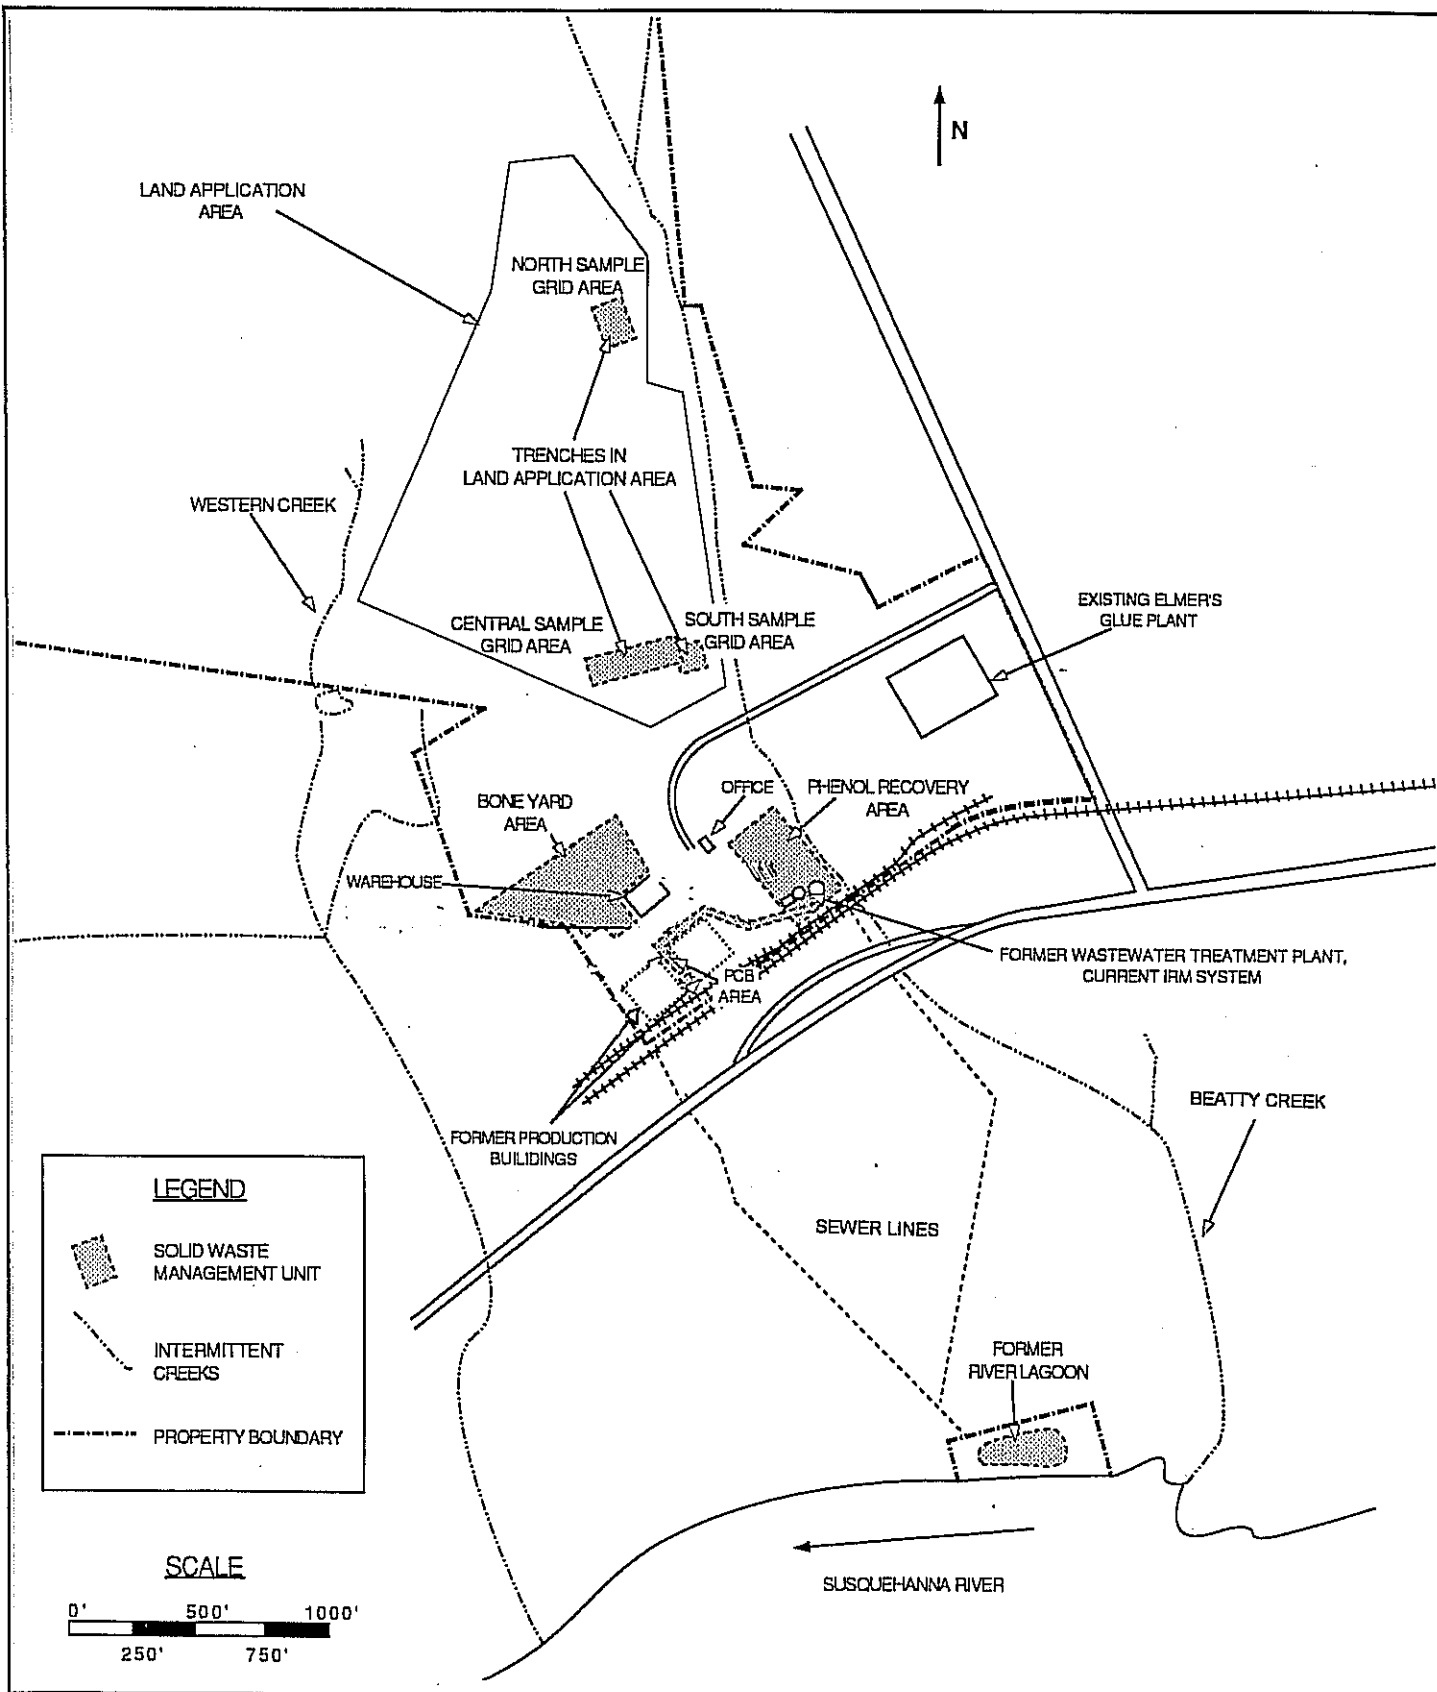 N
LAND APPLICATION
AREA
NORTH SAMPLE
GRID AREA
TRENCHES IN
LAND APPLICATION AREA
WESTERN CREEK
CENTRAL SAMPLE
GRID AREA
SOUTH SAMPLE
GRID AREA
EXISTING ELMER'S
GLUE PLANT
BONE YARD
AREA
OFFICE
PHENOL RECOVERY
AREA
WAREHOUSE
PCB
AREA
FORMER WASTEWATER TREATMENT PLANT,
CURRENT IRM SYSTEM
BEATTY CREEK
FORMER PRODUCTION
BUILIDINGS
SEWER LINES
LEGEND
SOLID WASTE
MANAGEMENT UNIT
INTERMITTENT
CREEKS
PROPERTY BOUNDARY
FORMER
RIVER LAGOON
SCALE
0' 500' 1000'
250' 750'
SUSQUEHANNA RIVER